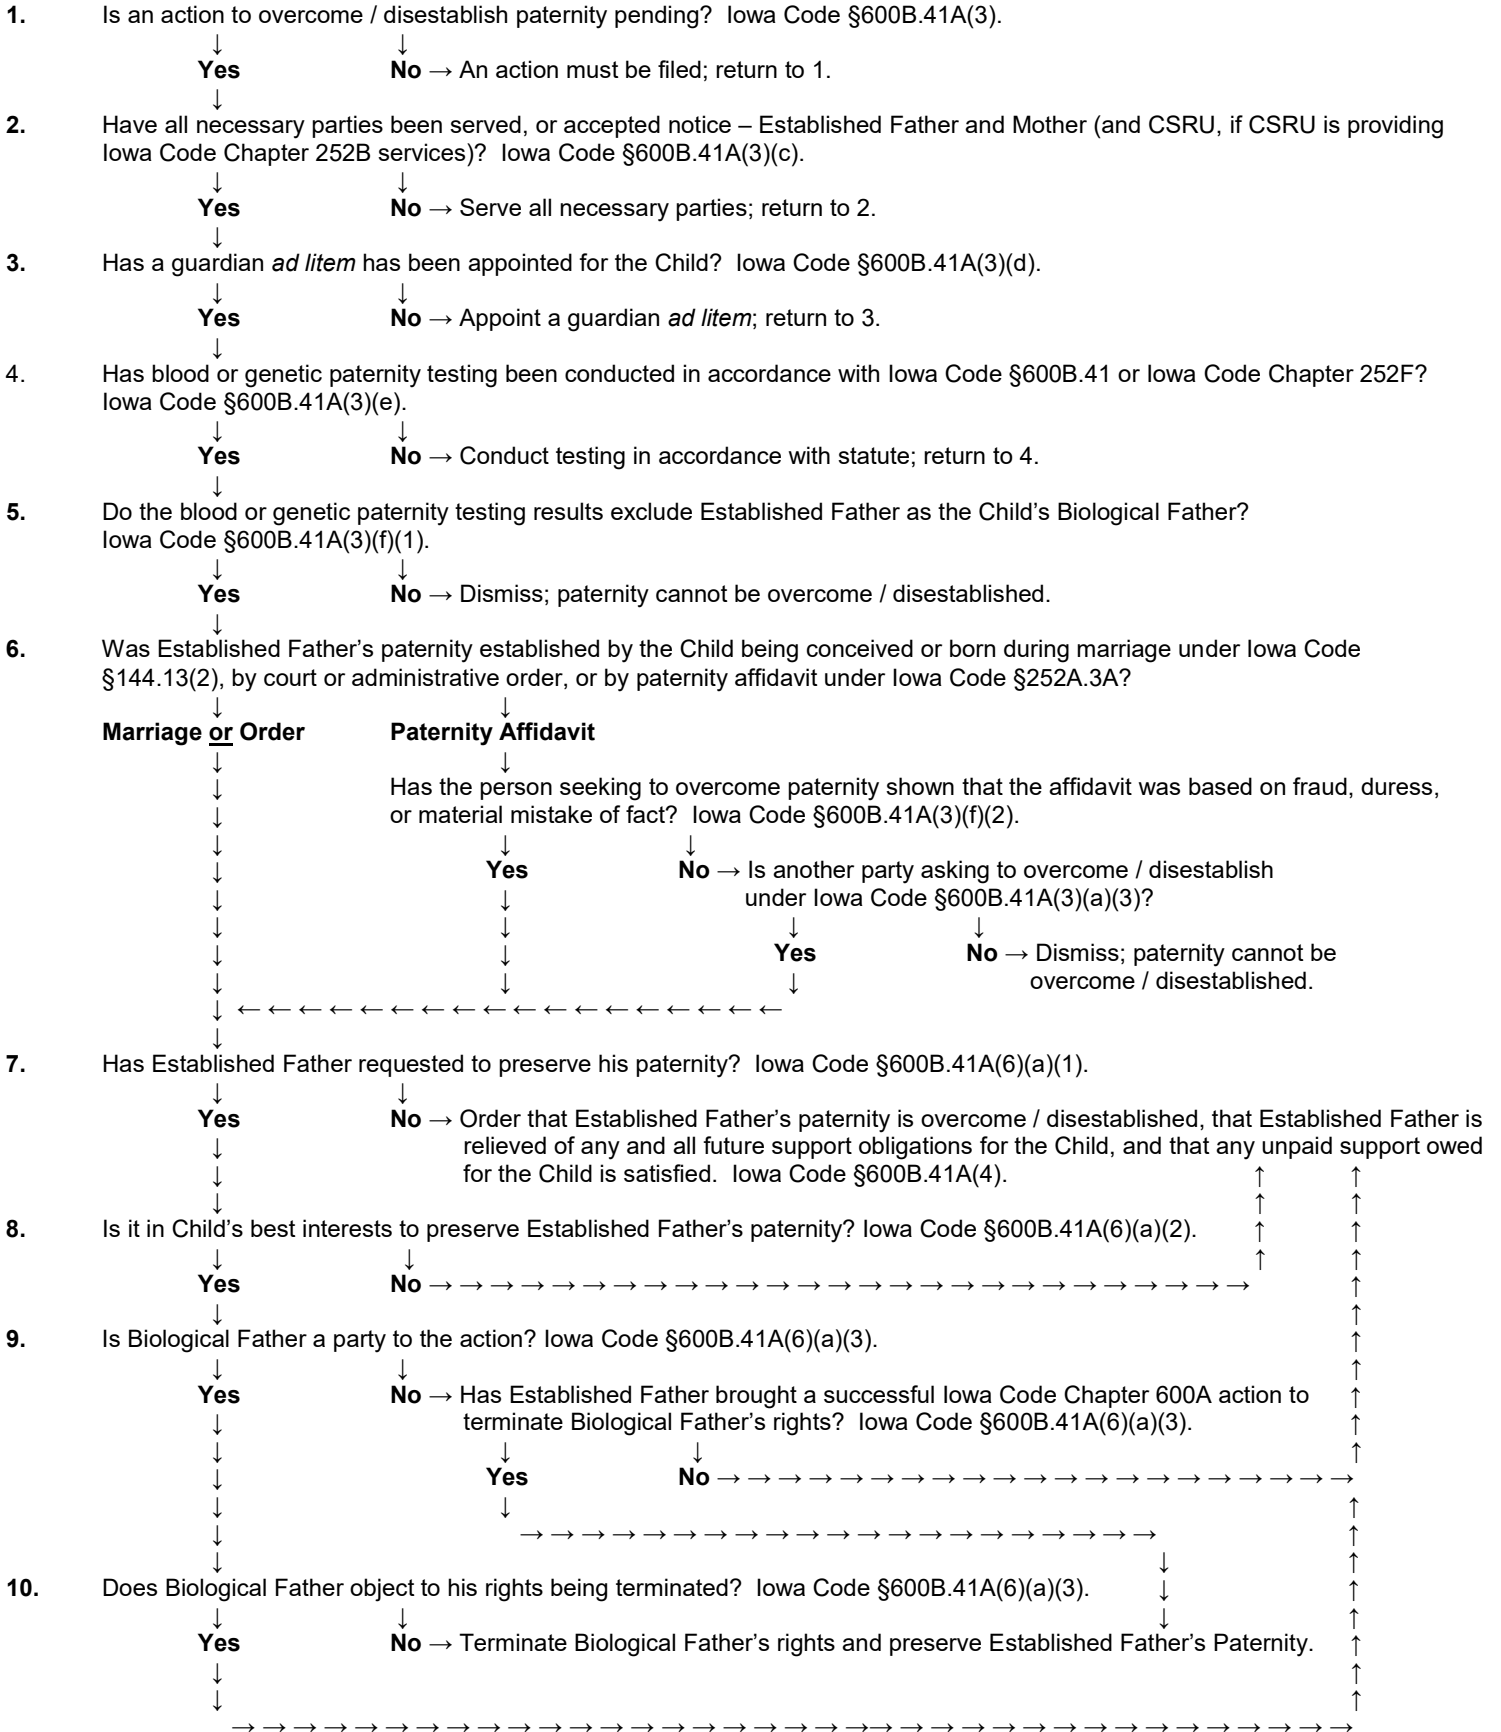 1. Is an action to overcome / disestablish paternity pending? Iowa Code §600B.41A(3).
↓ ↓
Yes No → An action must be filed; return to 1.
↓
2. Have all necessary parties been served, or accepted notice – Established Father and Mother (and CSRU, if CSRU is providing
Iowa Code Chapter 252B services)? Iowa Code §600B.41A(3)(c).
↓ ↓
Yes No → Serve all necessary parties; return to 2.
↓
3. Has a guardian ad litem has been appointed for the Child? Iowa Code §600B.41A(3)(d).
↓ ↓
Yes No → Appoint a guardian ad litem; return to 3.
↓
4. Has blood or genetic paternity testing been conducted in accordance with Iowa Code §600B.41 or Iowa Code Chapter 252F?
Iowa Code §600B.41A(3)(e).
↓ ↓
Yes No → Conduct testing in accordance with statute; return to 4.
↓
5. Do the blood or genetic paternity testing results exclude Established Father as the Child's Biological Father?
Iowa Code §600B.41A(3)(f)(1).
↓ ↓
Yes No → Dismiss; paternity cannot be overcome / disestablished.
↓
6. Was Established Father's paternity established by the Child being conceived or born during marriage under Iowa Code
§144.13(2), by court or administrative order, or by paternity affidavit under Iowa Code §252A.3A?
↓ ↓
Marriage or Order Paternity Affidavit
↓ ↓
Has the person seeking to overcome paternity shown that the affidavit was based on fraud, duress,
or material mistake of fact? Iowa Code §600B.41A(3)(f)(2).
↓ ↓ ↓
Yes No → Is another party asking to overcome / disestablish
under Iowa Code §600B.41A(3)(a)(3)?
↓ ↓ ↓ ↓
Yes No → Dismiss; paternity cannot be
overcome / disestablished.
↓ ← ← ← ← ← ← ← ← ← ← ← ← ← ← ← ← ← ←
↓
7. Has Established Father requested to preserve his paternity? Iowa Code §600B.41A(6)(a)(1).
↓ ↓
Yes No → Order that Established Father's paternity is overcome / disestablished, that Established Father is
relieved of any and all future support obligations for the Child, and that any unpaid support owed
for the Child is satisfied. Iowa Code §600B.41A(4).
↓ ↑ ↑
8. Is it in Child's best interests to preserve Established Father's paternity? Iowa Code §600B.41A(6)(a)(2).
↓ ↓ ↑ ↑
Yes No → → → → → → → → → → → → → → → → → → → → → → → → → → → → ↑
↓
9. Is Biological Father a party to the action? Iowa Code §600B.41A(6)(a)(3).
↓ ↓ ↑
Yes No → Has Established Father brought a successful Iowa Code Chapter 600A action to
terminate Biological Father's rights? Iowa Code §600B.41A(6)(a)(3).
↓ ↓ ↓ ↑
Yes No → → → → → → → → → → → → → → → → → → → → → →
↓ ↓ ↑
↓ → → → → → → → → → → → → → → → → → → → → → → ↑
↓ ↓ ↑
10. Does Biological Father object to his rights being terminated? Iowa Code §600B.41A(6)(a)(3).
↓ ↓ ↓ ↑
Yes No → Terminate Biological Father's rights and preserve Established Father's Paternity.
↓ ↑
↓ ↑
→ → → → → → → → → → → → → → → → → → → → → → → → → → → → → → → → → → → → → →